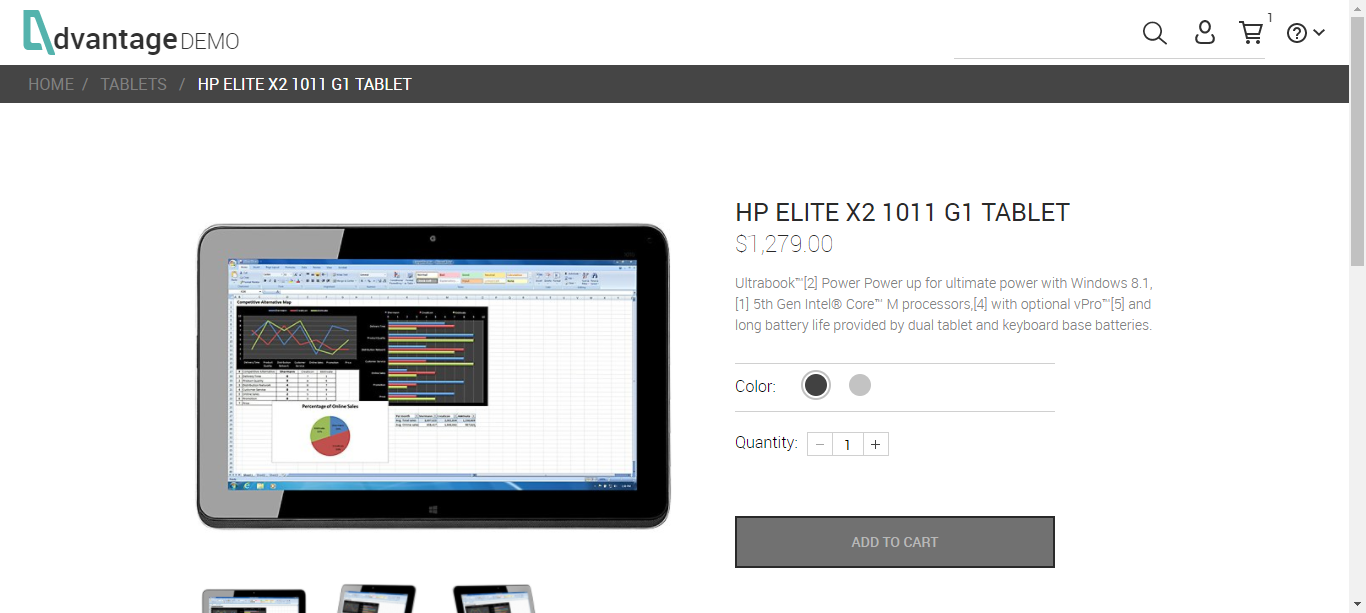 dvantage DEMO
1
HOME / TABLETS / HP ELITE X2 1011 G1 TABLET
HP ELITE X2 1011 G1 TABLET
$1,279.00
Ultrabook™[2] Power Power up for ultimate power with Windows 8.1,
[1] 5th Gen Intel® Core™ M processors,[4] with optional vPro™[5] and
long battery life provided by dual tablet and keyboard base batteries.
Color:
Quantity: − 1 +
ADD TO CART
Competitive Alternative Map
Percentage of Online Sales